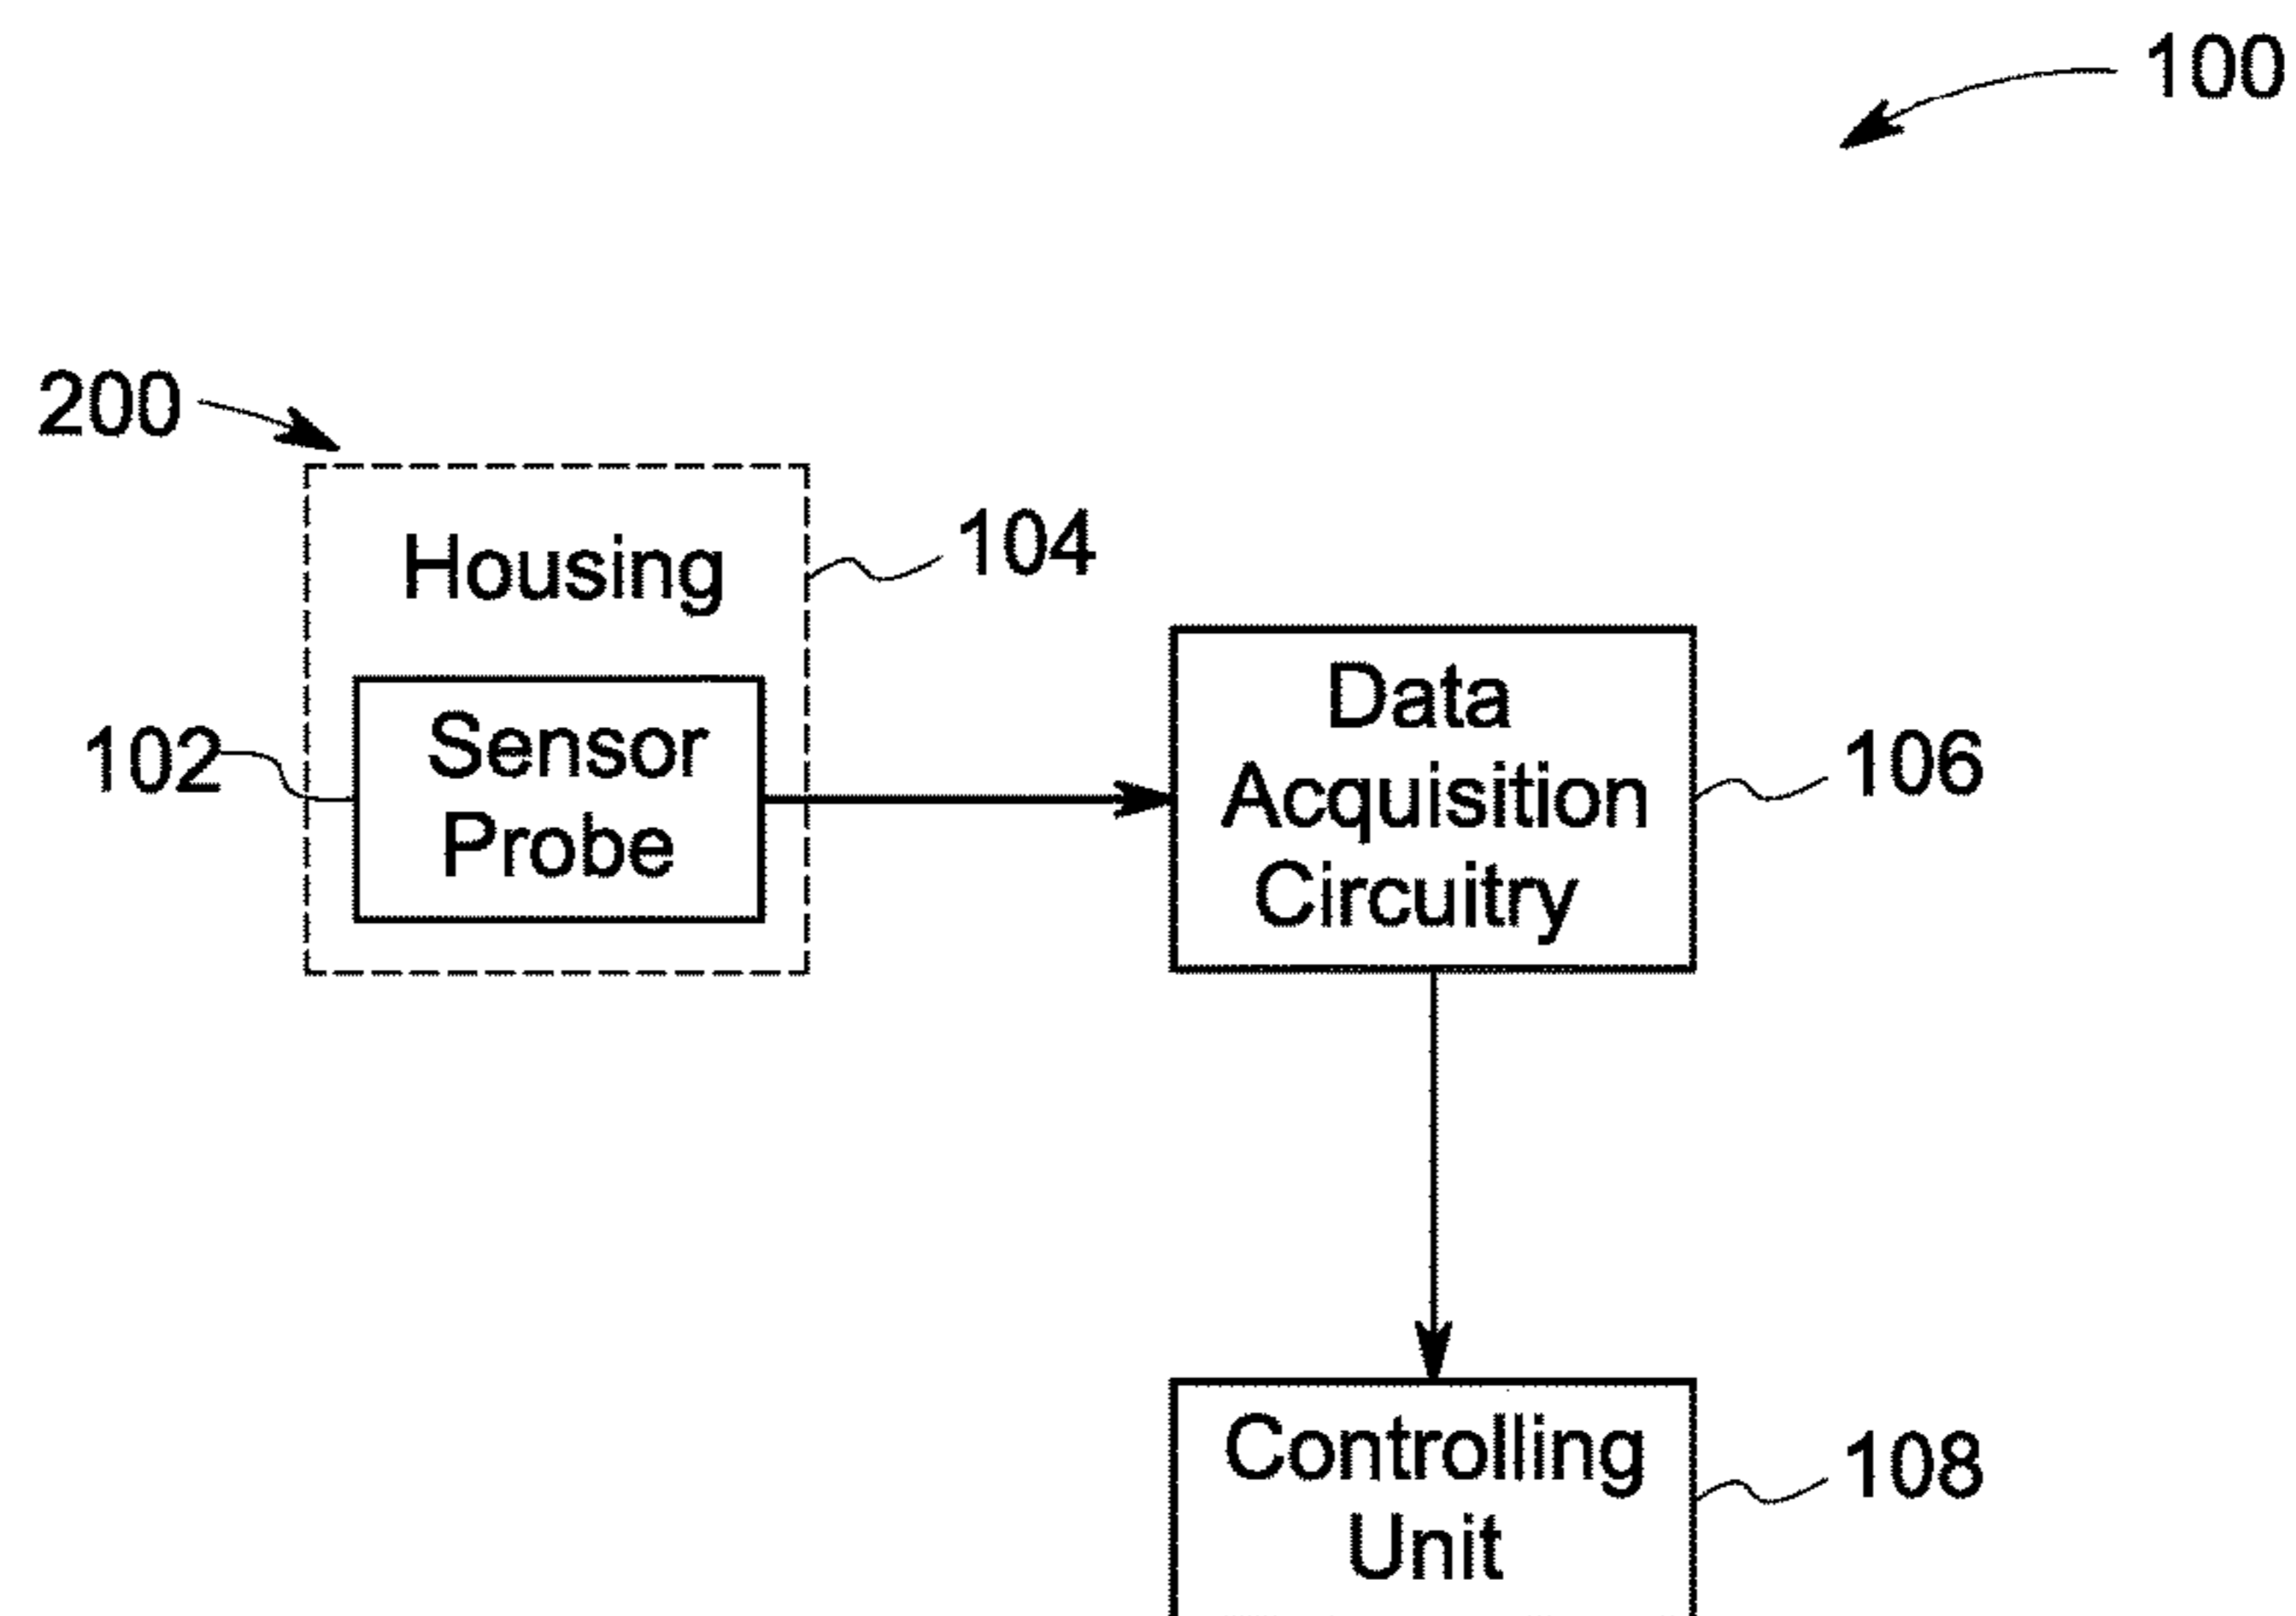 100
200
Housing
104
Sensor
Probe
102
Data
Acquisition
Circuitry
106
Controlling
Unit
108